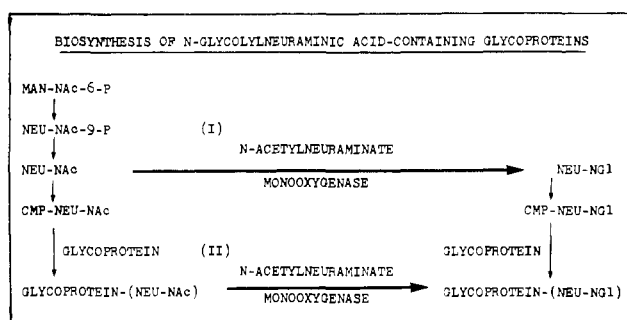 BIOSYNTHESIS OF N-GLYCOLYLNEURAMINIC ACID-CONTAINING GLYCOPROTEINS
MAN-NAc-6-P
NEU-NAc-9-P (I)
N-ACETYLNEURAMINATE
NEU-NAc NEU-NGl
MONOOXYGENASE
CMP-NEU-NAc CMP-NEU-NGl
GLYCOPROTEIN (II) GLYCOPROTEIN
N-ACETYLNEURAMINATE
GLYCOPROTEIN-(NEU-NAc) GLYCOPROTEIN-(NEU-NGl)
MONOOXYGENASE